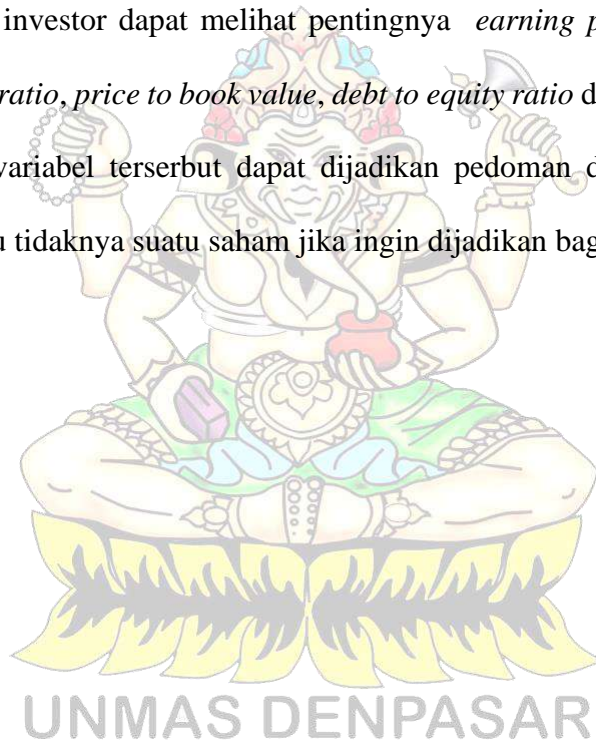 investor dapat melihat pentingnya earning p
ratio, price to book value, debt to equity ratio d
variabel terserbut dapat dijadikan pedoman d
u tidaknya suatu saham jika ingin dijadikan bag
UNMAS DENPASAR